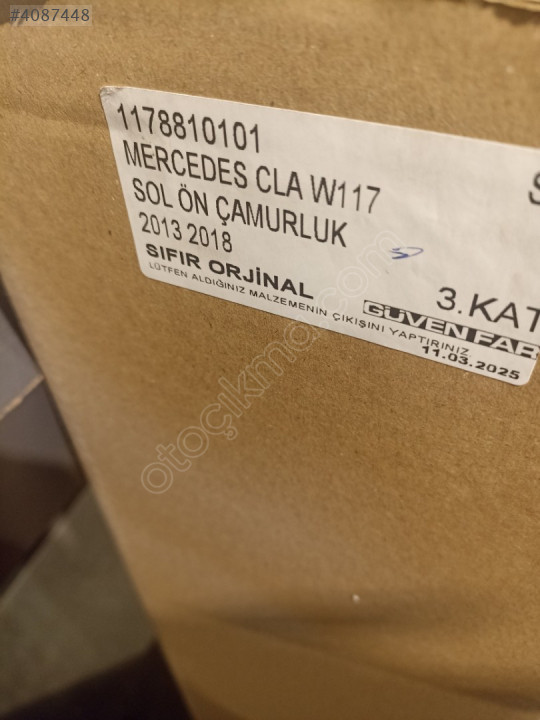 #4087448
1178810101
MERCEDES CLA W117
SOL ÖN ÇAMURLUK
2013 2018
SIFIR ORJİNAL
3.KAT
LÜTFEN ALDIĞINIZ MALZEMENİN ÇIKIŞINI YAPTIRINIZ.
GÜVEN FAR
11.03.2025
otoçıkma.com